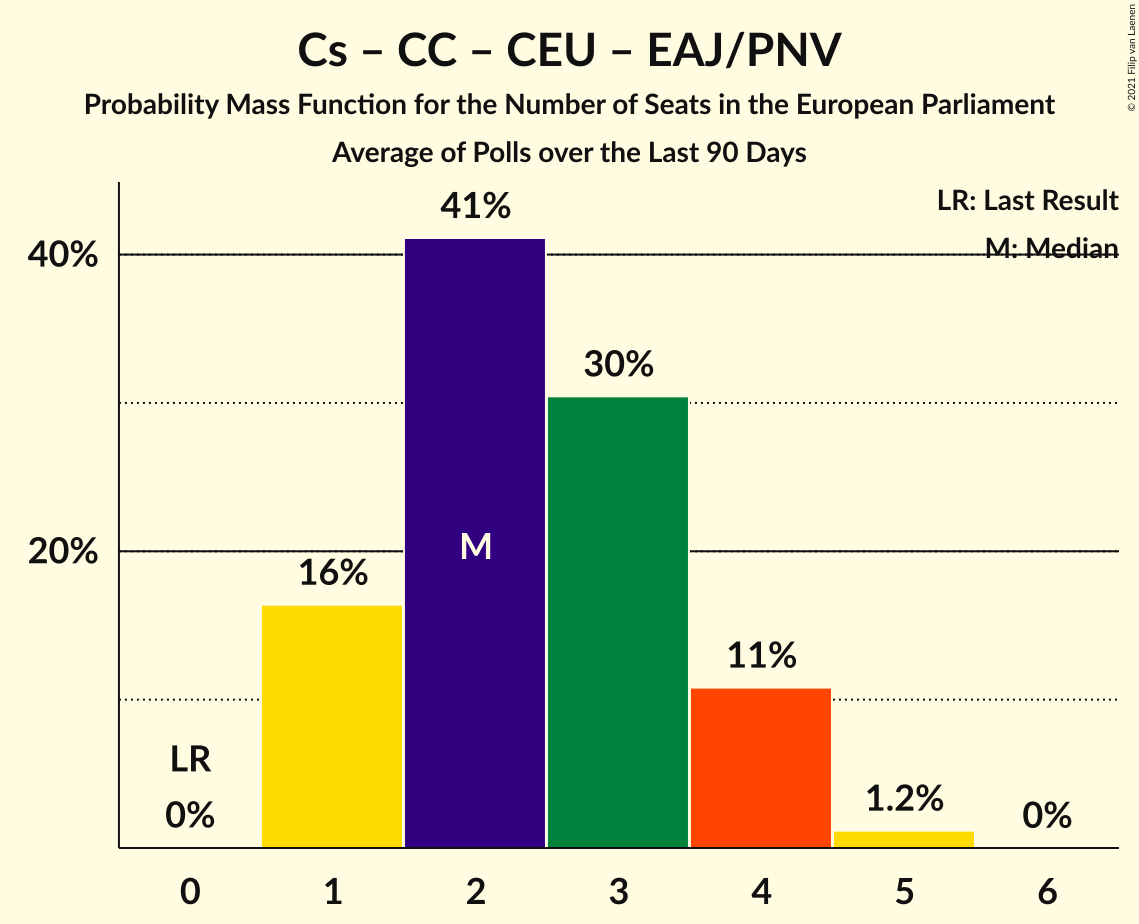 Cs – CC – CEU – EAJ/PNV
Probability Mass Function for the Number of Seats in the European Parliament
Average of Polls over the Last 90 Days
© 2021 Filip van Laenen
LR: Last Result
M: Median
41%
40%
30%
20%
M
16%
11%
LR
1.2%
0%
0%
0 1 2 3 4 5 6